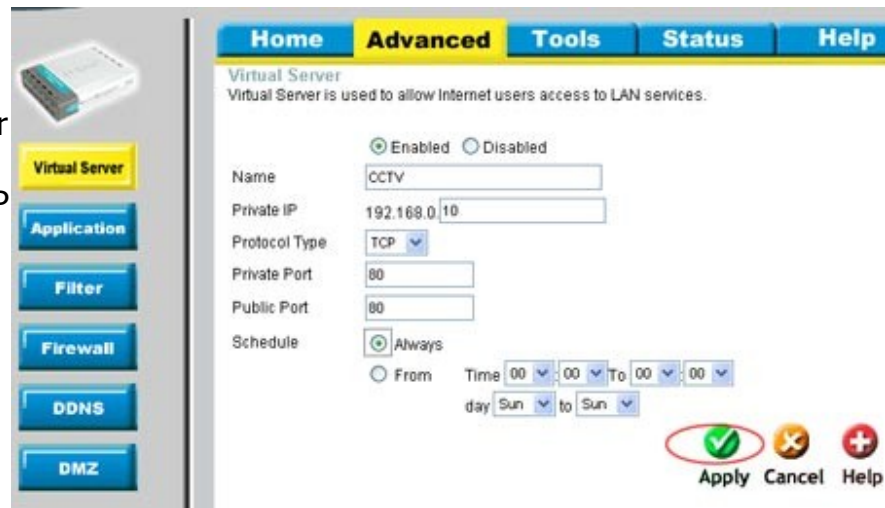 Home Advanced Tools Status Help
Virtual Server
Virtual Server is used to allow Internet users access to LAN services.
r
Enabled Disabled
Virtual Server
Name CCTV
P
Private IP 192.168.0. 10
Application
Protocol Type TCP
Private Port 80
Filter
Public Port 80
Firewall
Schedule Always
From Time 00 : 00 To 00 : 00
DDNS
day Sun to Sun
DMZ
Apply Cancel Help